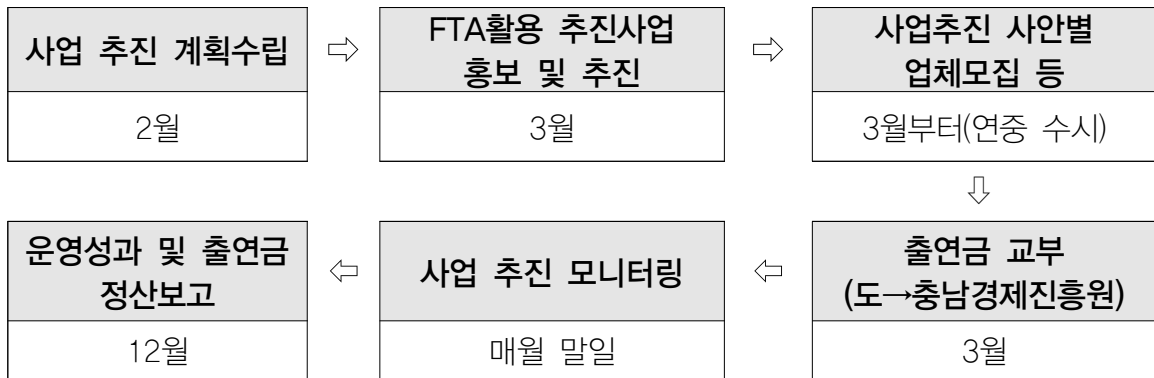 사업 추진 계획수립
⇨
FTA활용 추진사업
홍보 및 추진
⇨
사업추진 사안별
업체모집 등
2월
3월
3월부터(연중 수시)
⇩
운영성과 및 출연금
정산보고
⇦
사업 추진 모니터링
⇦
출연금 교부
(도→충남경제진흥원)
12월
매월 말일
3월